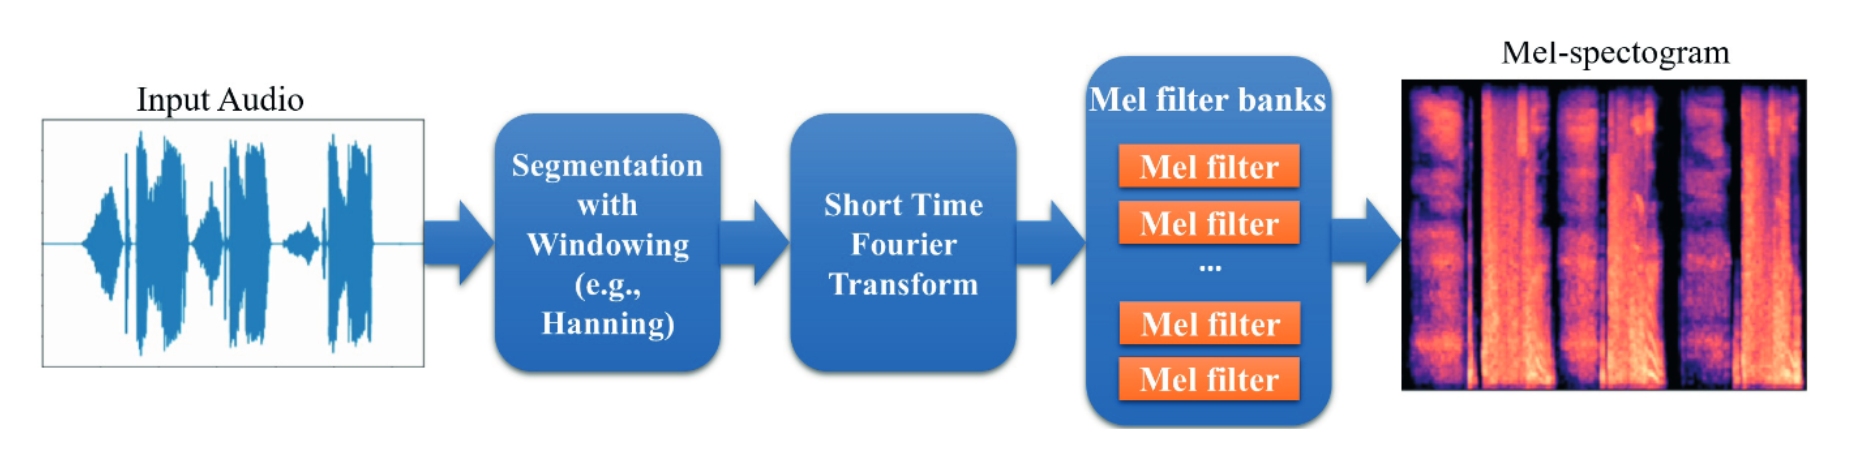 Input Audio
Segmentation
with
Windowing
(e.g.,
Hanning)
Short Time
Fourier
Transform
Mel filter banks
Mel filter
Mel filter
...
Mel filter
Mel filter
Mel-spectogram